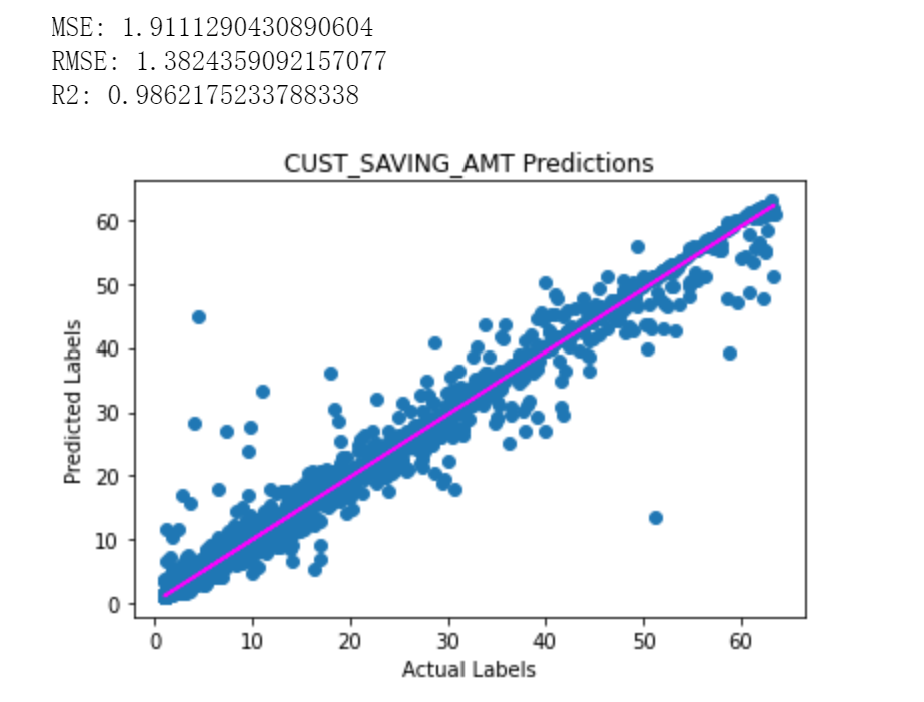 MSE: 1.9111290430890604
RMSE: 1.3824359092157077
R2: 0.9862175233788338
CUST_SAVING_AMT Predictions
60
50
40
30
20
10
0
Predicted Labels
0 10 20 30 40 50 60
Actual Labels